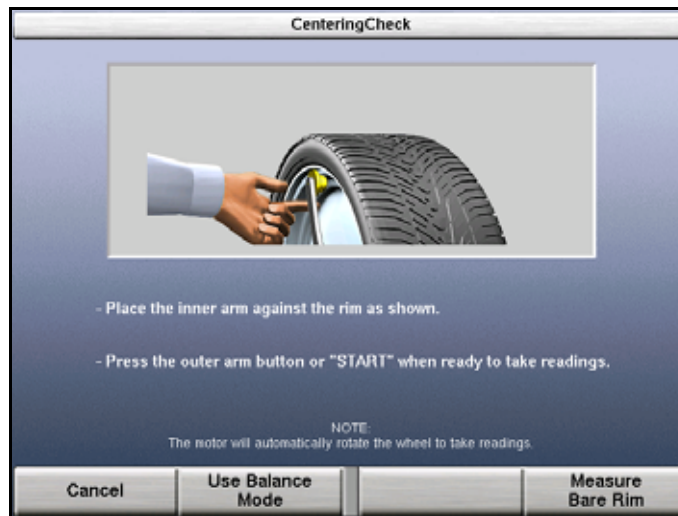 CenteringCheck
- Place the inner arm against the rim as shown.
- Press the outer arm button or "START" when ready to take readings.
NOTE:
The motor will automatically rotate the wheel to take readings.
Cancel
Use Balance
Mode
Measure
Bare Rim